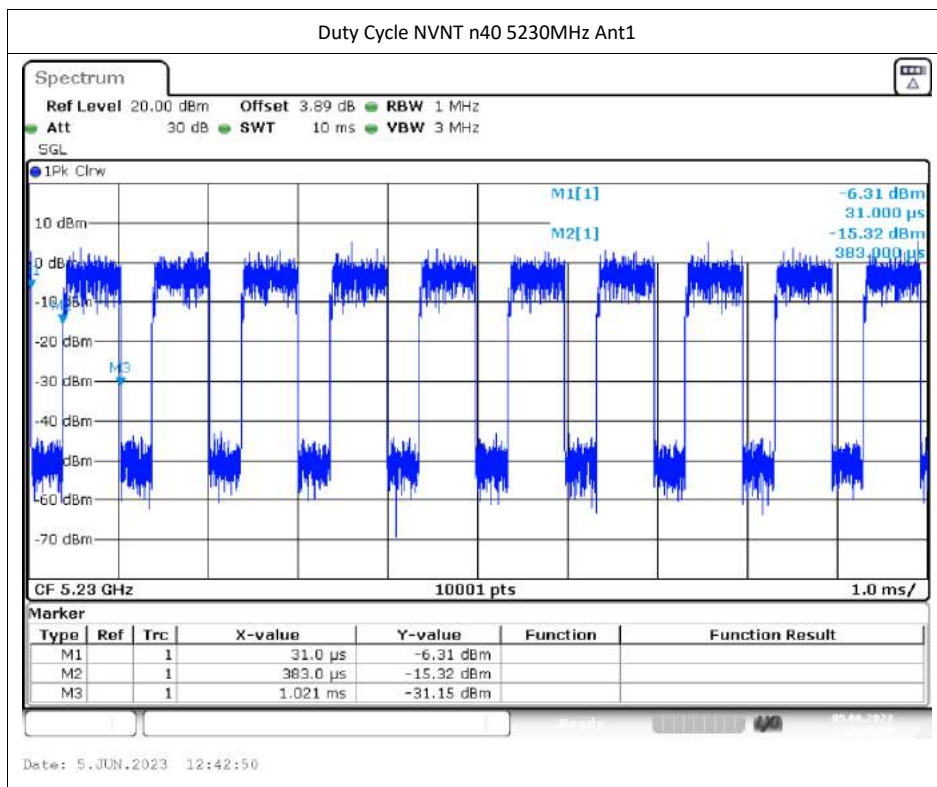 Duty Cycle NVNT n40 5230MHz Ant1
Spectrum
Ref Level 20.00 dBm Offset 3.89 dB RBW 1 MHz
Att 30 dB SWT 10 ms VBW 3 MHz
SGL
1Pk Clrw
M1[1] -6.31 dBm
31.000 µs
10 dBm
M2[1] -15.32 dBm
383.000 µs
0 dBm
-10 dBm
-20 dBm
M3
-30 dBm
-40 dBm
dBm
-60 dBm
-70 dBm
CF 5.23 GHz 10001 pts 1.0 ms/
Marker
Type Ref Trc X-value Y-value Function Function Result
M1 1 31.0 µs -6.31 dBm
M2 1 383.0 µs -15.32 dBm
M3 1 1.021 ms -31.15 dBm
Ready 05.06.2023
Date: 5.JUN.2023 12:42:50